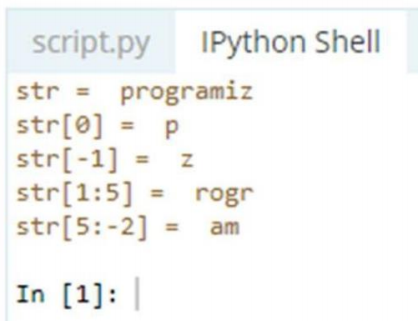 script.py IPython Shell
str =  programiz
str[0] =  p
str[-1] =  z
str[1:5] =  rogr
str[5:-2] =  am
In [1]: